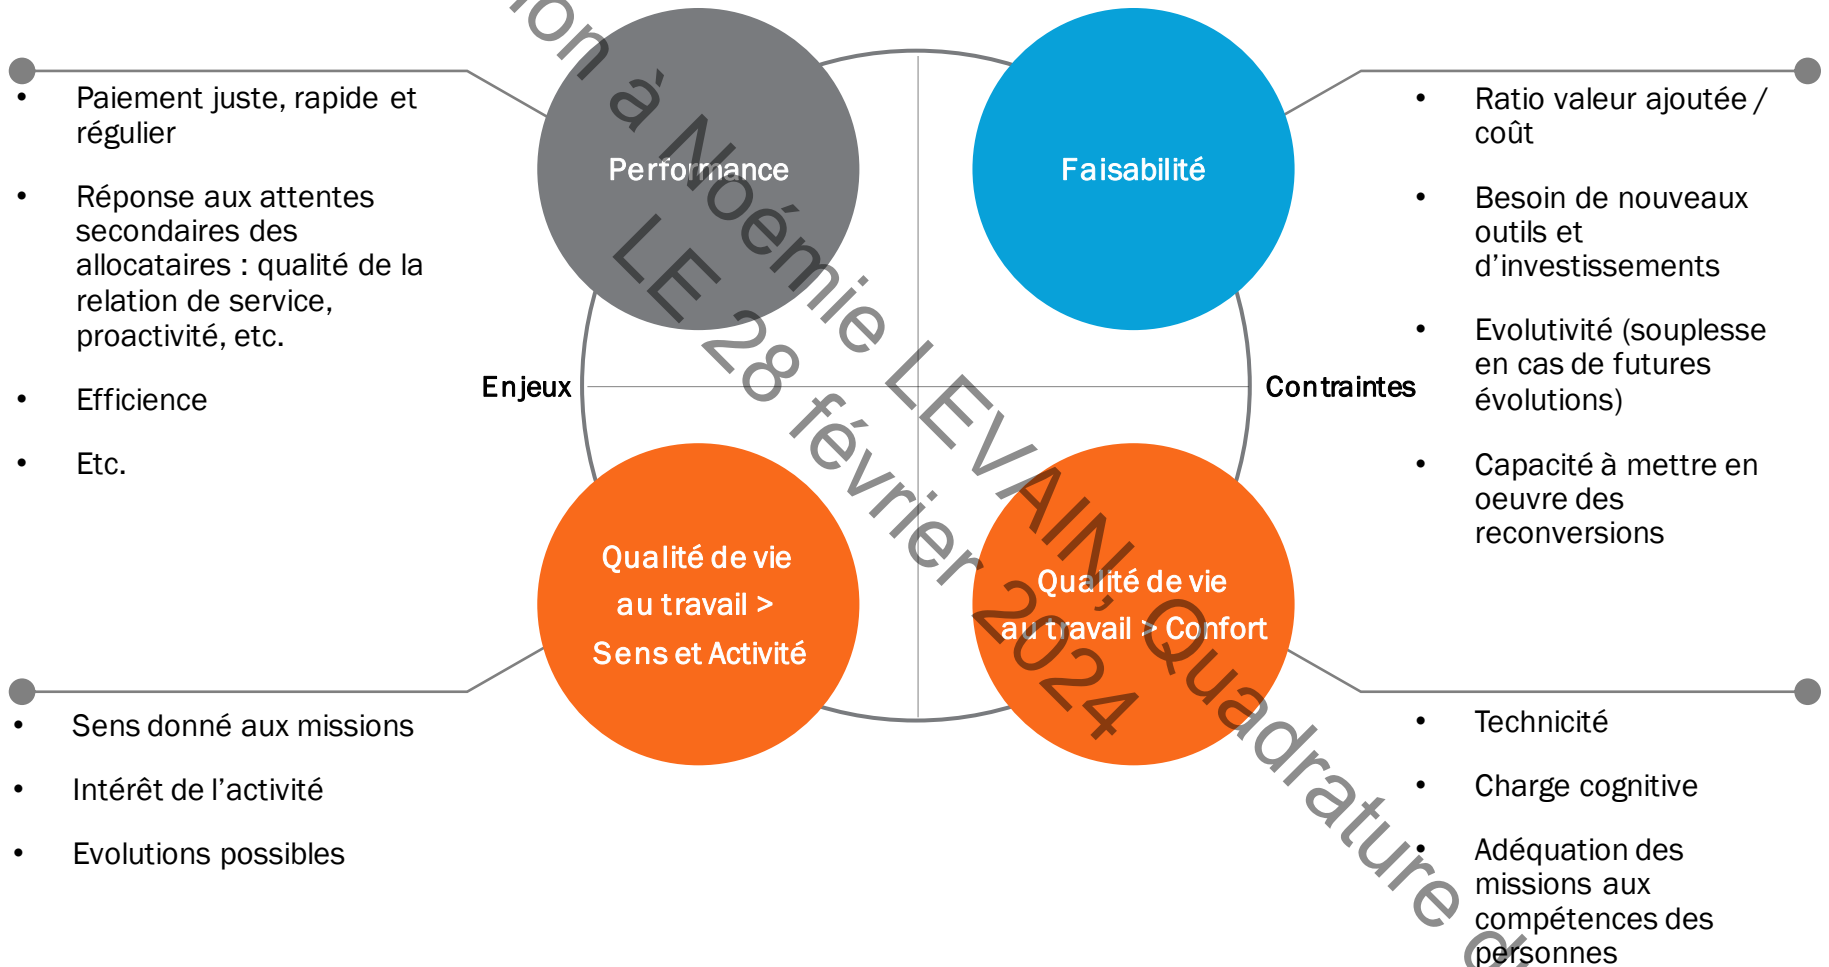 • Paiement juste, rapide et
régulier
• Réponse aux attentes
secondaires des
allocataires : qualité de la
relation de service,
proactivité, etc.
• Efficience
• Etc.
Performance
Faisabilité
• Ratio valeur ajoutée /
coût
• Besoin de nouveaux
outils et
d’investissements
• Evolutivité (souplesse
en cas de futures
évolutions)
• Capacité à mettre en
oeuvre des
reconversions
Enjeux
Contraintes
Qualité de vie
au travail >
Sens et Activité
Qualité de vie
au travail > Confort
• Sens donné aux missions
• Intérêt de l’activité
• Evolutions possibles
• Technicité
• Charge cognitive
• Adéquation des
missions aux
compétences des
personnes
à Noémie LEVAIN, Quadrature
LE 28 février 2024